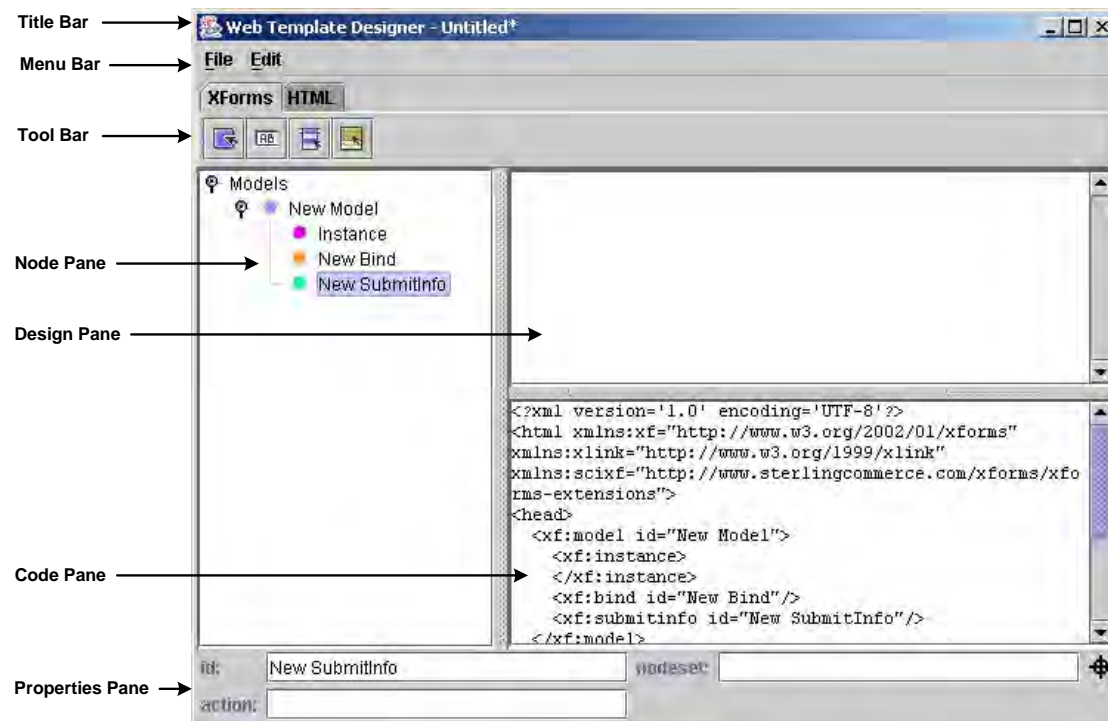 Title Bar
Web Template Designer - Untitled*
Menu Bar
File Edit
XForms HTML
Tool Bar
AB
Models
New Model
Instance
New Bind
New SubmitInfo
Node Pane
Design Pane
<?xml version='1.0' encoding='UTF-8'?>
<html xmlns:xf="http://www.w3.org/2002/01/xforms"
xmlns:xlink="http://www.w3.org/1999/xlink"
xmlns:scixf="http://www.sterlingcommerce.com/xforms/xfo
rms-extensions">
<head>
<xf:model id="New Model">
<xf:instance>
</xf:instance>
<xf:bind id="New Bind"/>
<xf:submitinfo id="New SubmitInfo"/>
</xf:model>
Code Pane
id: New SubmitInfo nodeset:
Properties Pane
action: